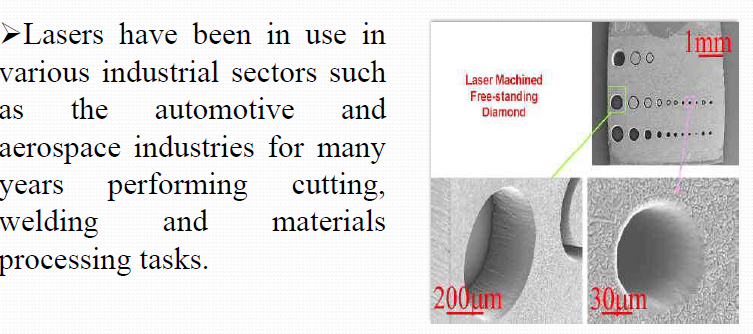 ➢Lasers have been in use in
various industrial sectors such
as the automotive and
aerospace industries for many
years performing cutting,
welding and materials
processing tasks.
Laser Machined
Free-standing
Diamond
1mm
200µm
30µm